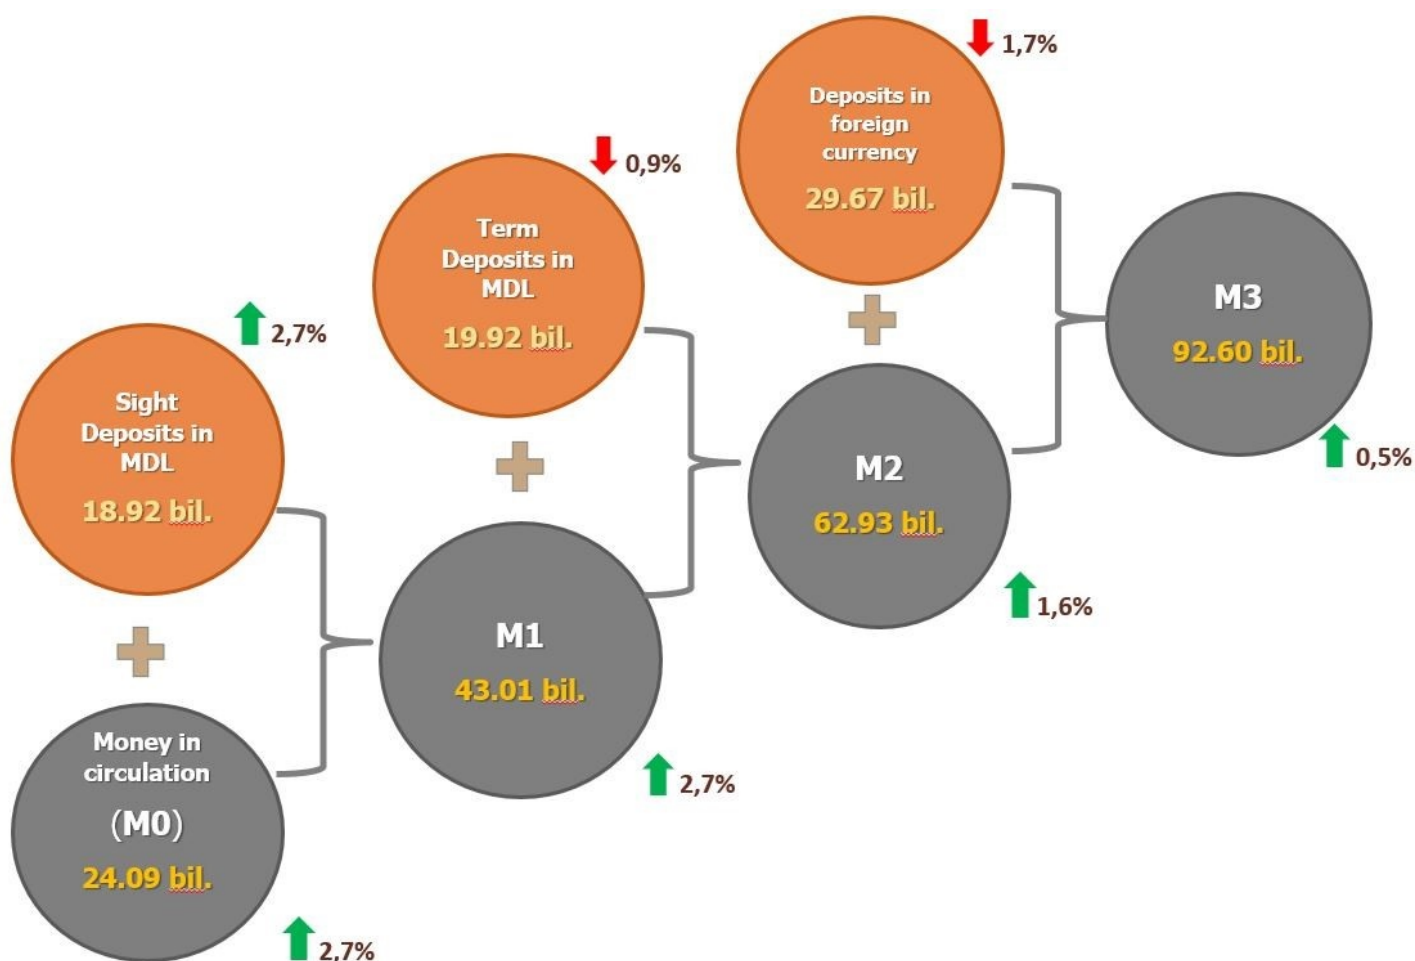 1,7%
Deposits in
foreign
currency
29.67 bil.
0,9%
Term
Deposits in
MDL
19.92 bil.
M3
92.60 bil.
0,5%
2,7%
Sight
Deposits in
MDL
18.92 bil.
M2
62.93 bil.
1,6%
M1
43.01 bil.
2,7%
Money in
circulation
(M0)
24.09 bil.
2,7%